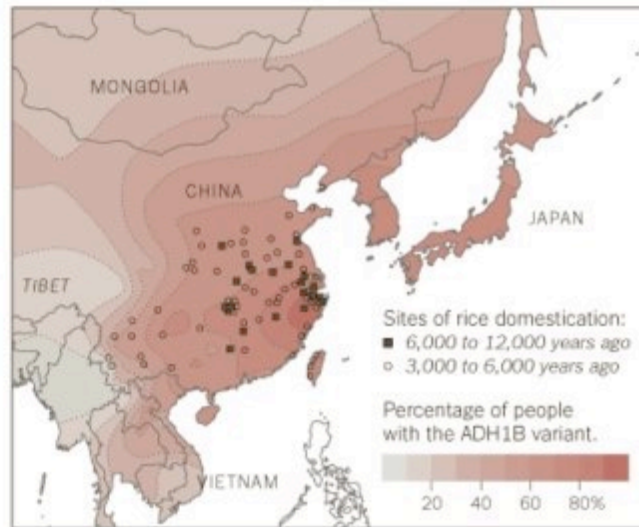 MONGOLIA
CHINA
JAPAN
TIBET
Sites of rice domestication:
6,000 to 12,000 years ago
3,000 to 6,000 years ago
Percentage of people
with the ADH1B variant.
VIETNAM
20 40 60 80%